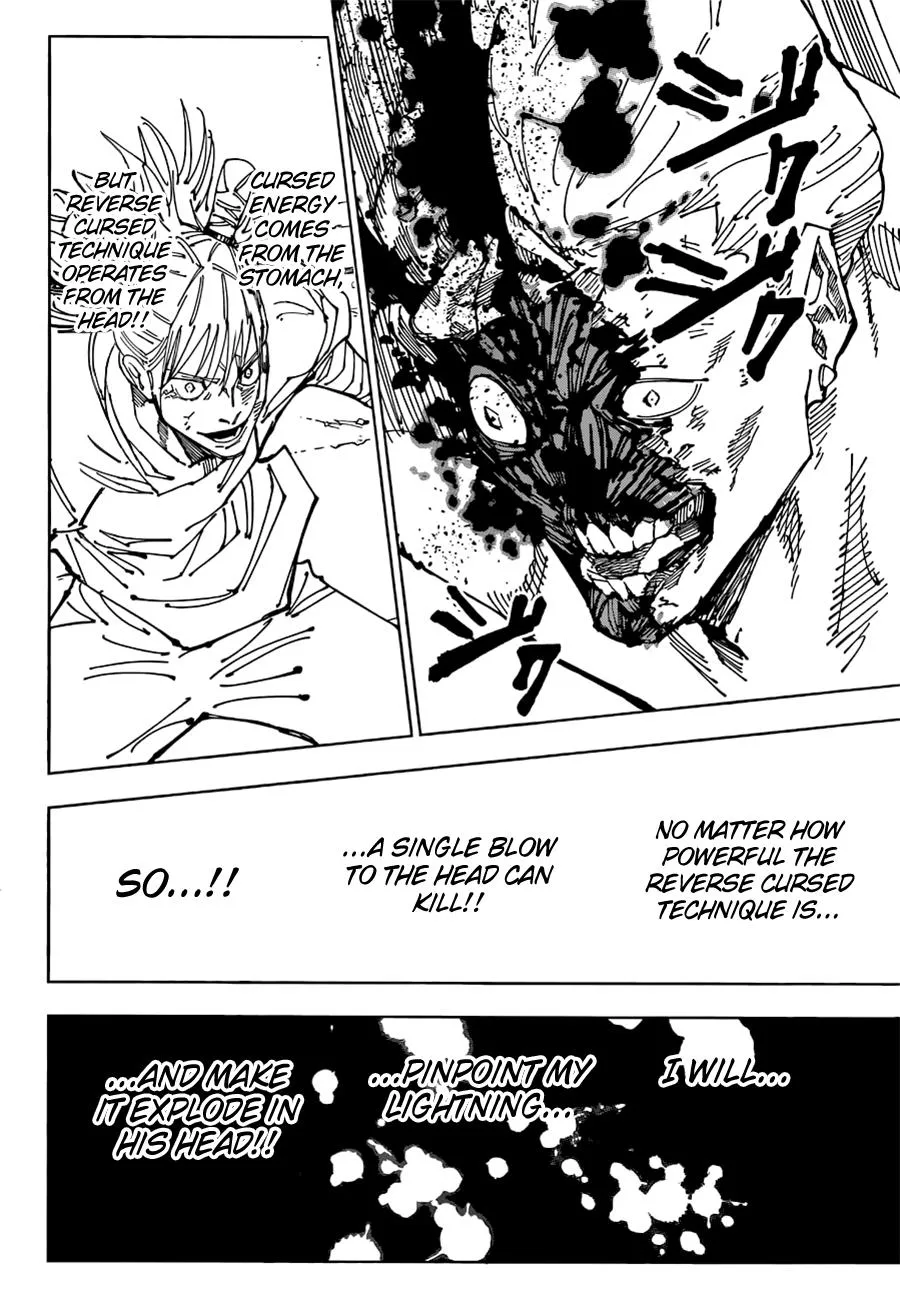 ジジ
ジク
ジク
CURSED
ENERGY
COMES
FROM THE
STOMACH,
BUT
REVERSE
CURSED
TECHNIQUE
OPERATES
FROM THE
HEAD!!
NO MATTER HOW
POWERFUL THE
REVERSE CURSED
TECHNIQUE IS...
...A SINGLE BLOW
TO THE HEAD CAN
KILL!!
SO...!!
I WILL...
...PINPOINT MY
LIGHTNING...
...AND MAKE
IT EXPLODE IN
HIS HEAD!!